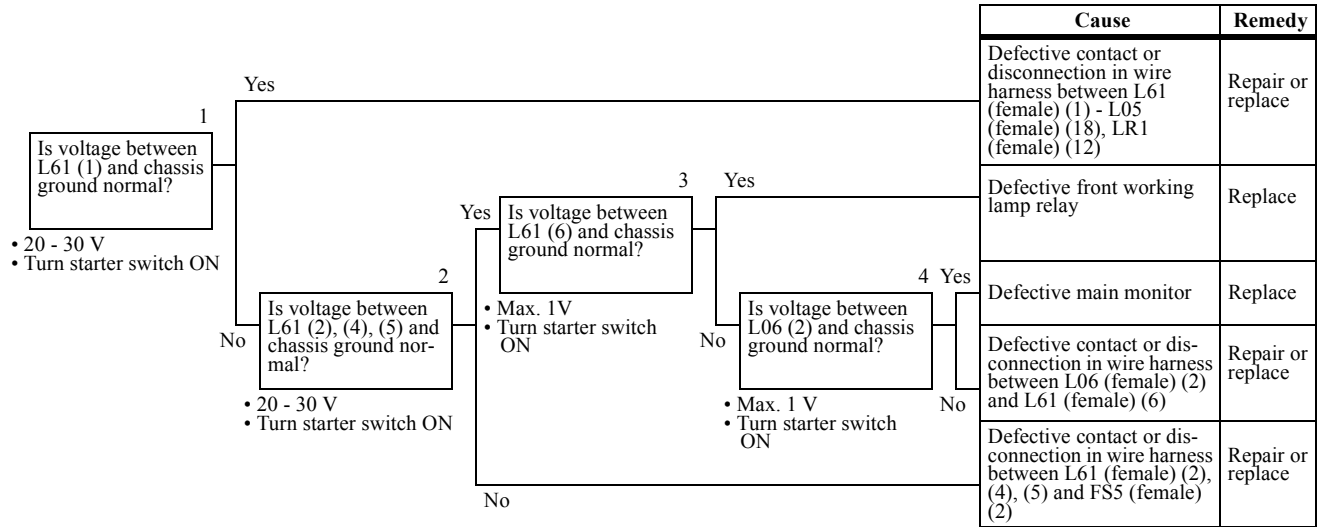 Cause
Remedy
Yes
Defective contact or
disconnection in wire
harness between L61
(female) (1) - L05
(female) (18), LR1
(female) (12)
Repair or
replace
1
Is voltage between
L61 (1) and chassis
ground normal?
• 20 - 30 V
• Turn starter switch ON
3
Yes
Yes
Is voltage between
L61 (6) and chassis
ground normal?
• Max. 1V
• Turn starter switch
ON
Defective front working
lamp relay
Replace
2
No
Is voltage between
L61 (2), (4), (5) and
chassis ground nor-
mal?
• 20 - 30 V
• Turn starter switch ON
4
Yes
No
Is voltage between
L06 (2) and chassis
ground normal?
• Max. 1 V
• Turn starter switch
ON
Defective main monitor
Replace
No
Defective contact or dis-
connection in wire harness
between L06 (female) (2)
and L61 (female) (6)
Repair or
replace
No
Defective contact or dis-
connection in wire harness
between L61 (female) (2),
(4), (5) and FS5 (female)
(2)
Repair or
replace